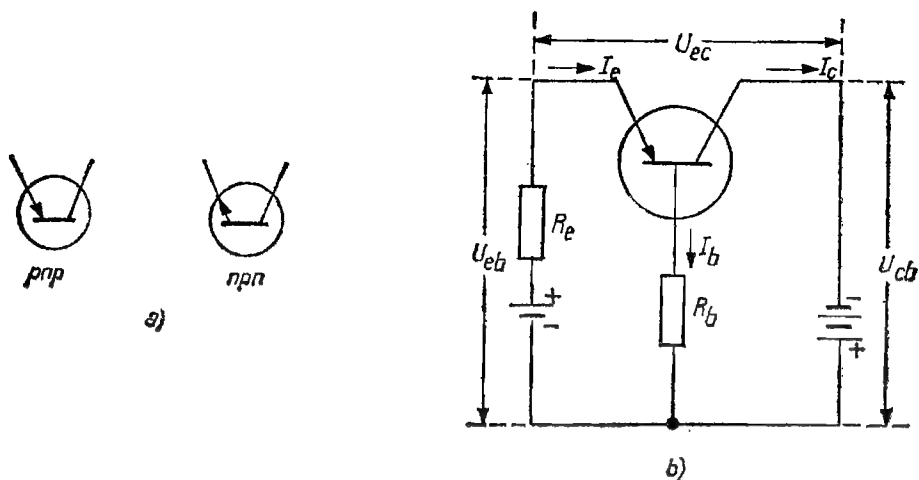 pnp
npn
a)
U_ec
I_e
I_c
U_eb
R_e
+
-
I_b
R_b
U_cb
-
+
b)